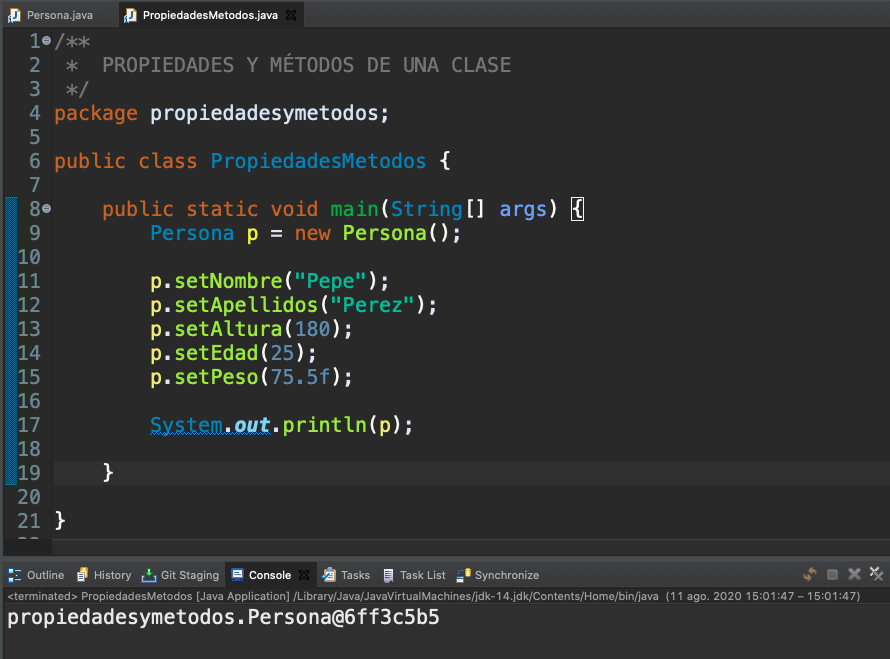 Persona.java PropiedadesMetodos.java
1 /**
2  *  PROPIEDADES Y MÉTODOS DE UNA CLASE
3  */
4 package propiedadesymetodos;
5
6 public class PropiedadesMetodos {
7
8     public static void main(String[] args) {
9         Persona p = new Persona();
10
11         p.setNombre("Pepe");
12         p.setApellidos("Perez");
13         p.setAltura(180);
14         p.setEdad(25);
15         p.setPeso(75.5f);
16
17         System.out.println(p);
18
19     }
20
21 }
Outline History Git Staging Console Tasks Task List Synchronize
<terminated> PropiedadesMetodos [Java Application] /Library/Java/JavaVirtualMachines/jdk-14.jdk/Contents/Home/bin/java (11 ago. 2020 15:01:47 – 15:01:47)
propiedadesymetodos.Persona@6ff3c5b5